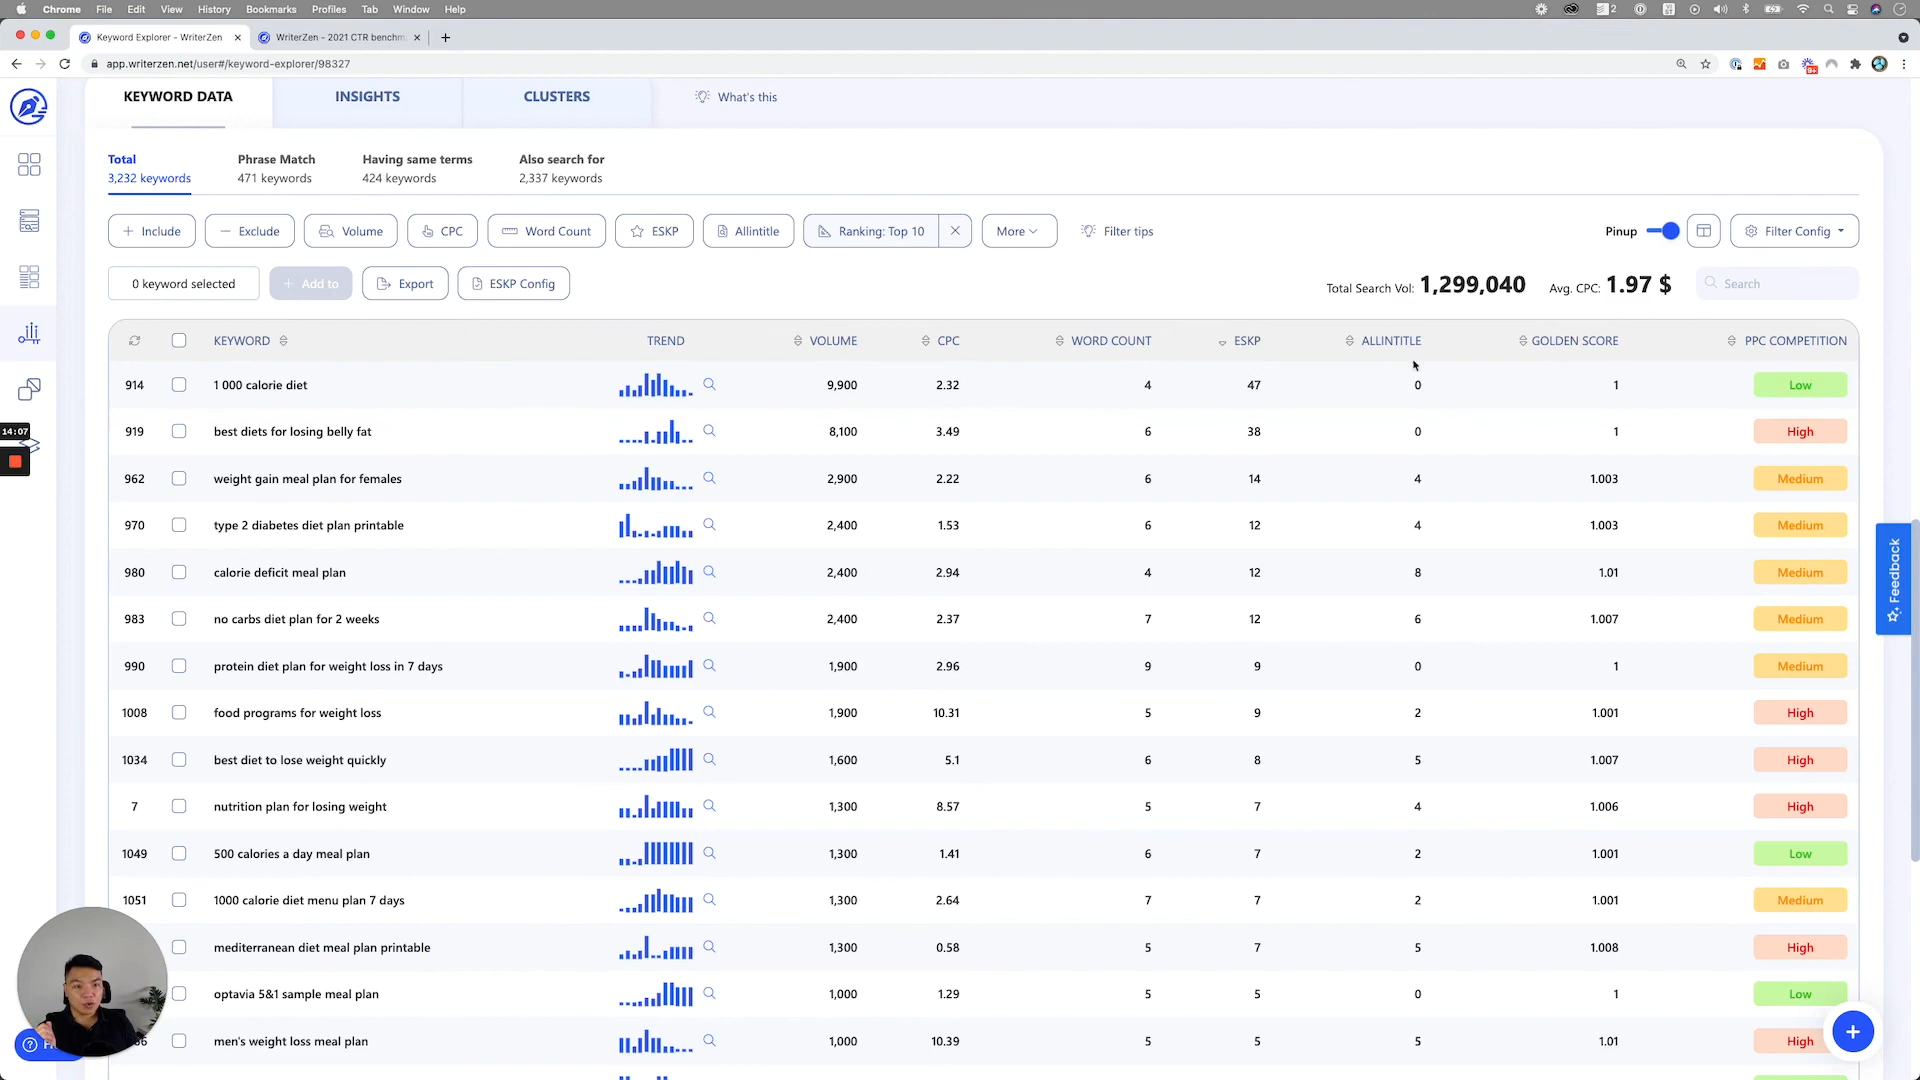 Chrome File Edit View History Bookmarks Profiles Tab Window Help
2
Keyword Explorer - WriterZen
WriterZen - 2021 CTR benchm
app.writerzen.net/user#/keyword-explorer/98327
9+
KEYWORD DATA INSIGHTS CLUSTERS What's this
Total Phrase Match Having same terms Also search for
3,232 keywords 471 keywords 424 keywords 2,337 keywords
Include Exclude Volume CPC Word Count ESKP Allintitle Ranking: Top 10 More Filter tips Pinup Filter Config
0 keyword selected + Add to Export ESKP Config Total Search Vol: 1,299,040 Avg. CPC: 1.97 $ Search
KEYWORD TREND VOLUME CPC WORD COUNT ESKP ALLINTITLE GOLDEN SCORE PPC COMPETITION
914 1 000 calorie diet 9,900 2.32 4 47 0 1 Low
919 best diets for losing belly fat 8,100 3.49 6 38 0 1 High
14:07
962 weight gain meal plan for females 2,900 2.22 6 14 4 1.003 Medium
970 type 2 diabetes diet plan printable 2,400 1.53 6 12 4 1.003 Medium
980 calorie deficit meal plan 2,400 2.94 4 12 8 1.01 Medium
983 no carbs diet plan for 2 weeks 2,400 2.37 7 12 6 1.007 Medium
Feedback
990 protein diet plan for weight loss in 7 days 1,900 2.96 9 9 0 1 Medium
1008 food programs for weight loss 1,900 10.31 5 9 2 1.001 High
1034 best diet to lose weight quickly 1,600 5.1 6 8 5 1.007 High
7 nutrition plan for losing weight 1,300 8.57 5 7 4 1.006 High
1049 500 calories a day meal plan 1,300 1.41 6 7 2 1.001 Low
1051 1000 calorie diet menu plan 7 days 1,300 2.64 7 7 2 1.001 Medium
mediterranean diet meal plan printable 1,300 0.58 5 7 5 1.008 High
optavia 5&1 sample meal plan 1,000 1.29 5 5 0 1 Low
men's weight loss meal plan 1,000 10.39 5 5 5 1.01 High